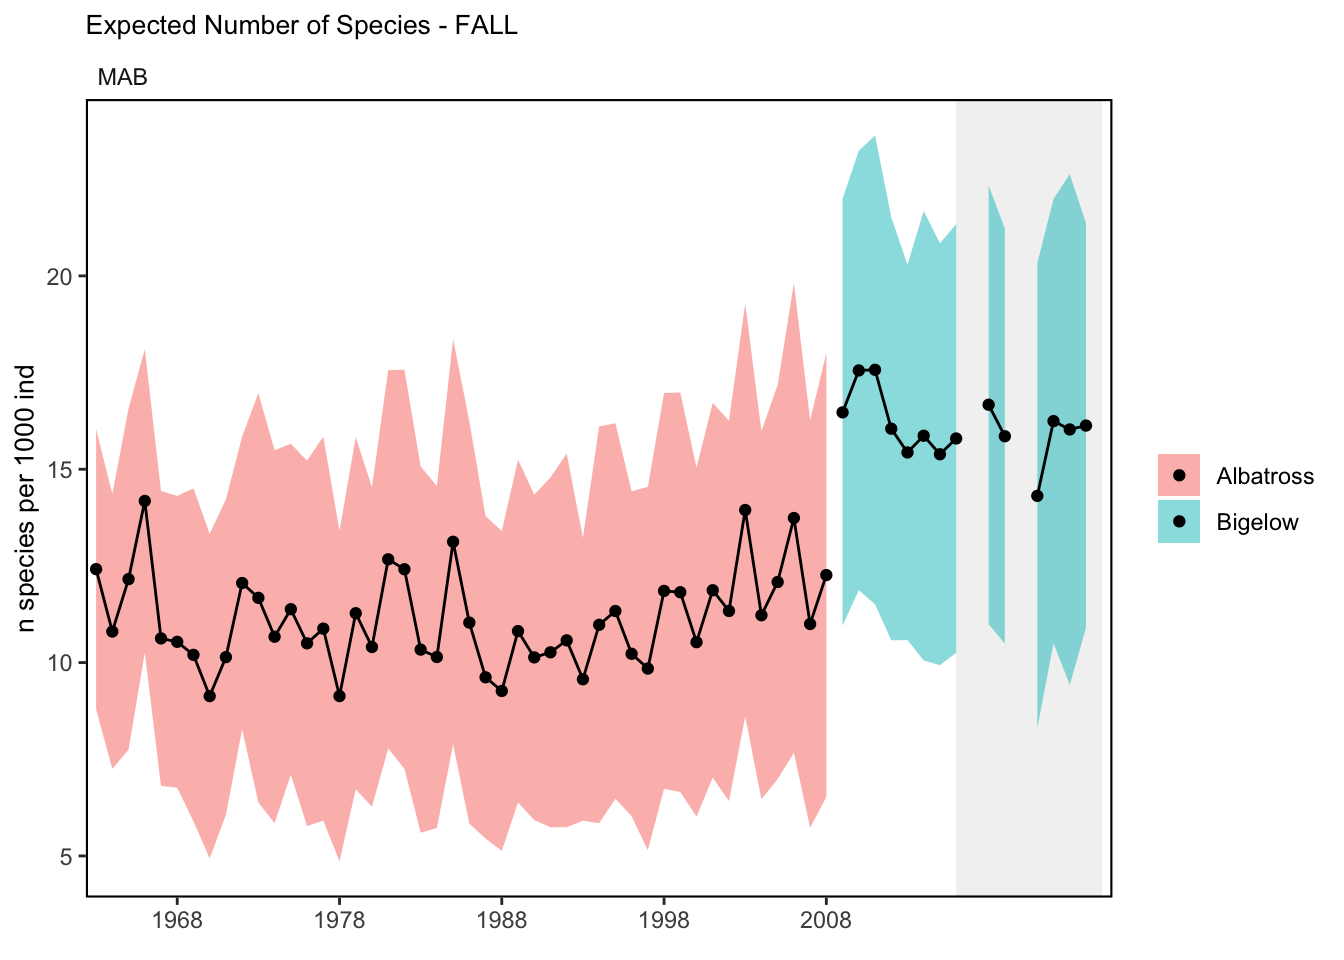 Expected Number of Species - FALL
MAB
n species per 1000 ind
20
15
10
5
1968
1978
1988
1998
2008
Albatross
Bigelow